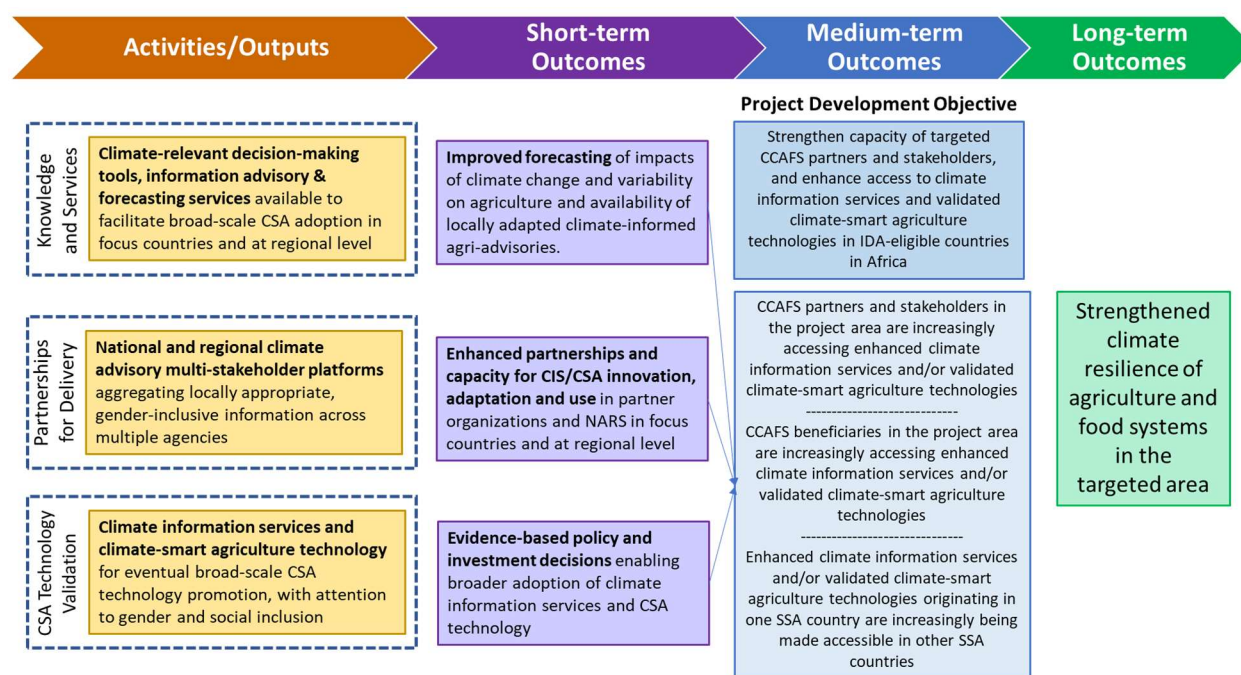 Activities/Outputs
Short-term
Outcomes
Medium-term
Outcomes
Long-term
Outcomes
Project Development Objective
Knowledge
and Services
Climate-relevant decision-making
tools, information advisory &
forecasting services available to
facilitate broad-scale CSA adoption in
focus countries and at regional level
Improved forecasting of impacts
of climate change and variability
on agriculture and availability of
locally adapted climate-informed
agri-advisories.
Strengthen capacity of targeted
CCAFS partners and stakeholders,
and enhance access to climate
information services and validated
climate-smart agriculture
technologies in IDA-eligible countries
in Africa
Partnerships
for Delivery
National and regional climate
advisory multi-stakeholder platforms
aggregating locally appropriate,
gender-inclusive information across
multiple agencies
Enhanced partnerships and
capacity for CIS/CSA innovation,
adaptation and use in partner
organizations and NARS in focus
countries and at regional level
CCAFS partners and stakeholders in
the project area are increasingly
accessing enhanced climate
information services and/or validated
climate-smart agriculture technologies
-----------------------------
CCAFS beneficiaries in the project area
are increasingly accessing enhanced
climate information services and/or
validated climate-smart agriculture
technologies
-------------------------------
Enhanced climate information services
and/or validated climate-smart
agriculture technologies originating in
one SSA country are increasingly being
made accessible in other SSA
countries
Strengthened
climate
resilience of
agriculture and
food systems
in the
targeted area
CSA Technology
Validation
Climate information services and
climate-smart agriculture technology
for eventual broad-scale CSA
technology promotion, with attention
to gender and social inclusion
Evidence-based policy and
investment decisions enabling
broader adoption of climate
information services and CSA
technology